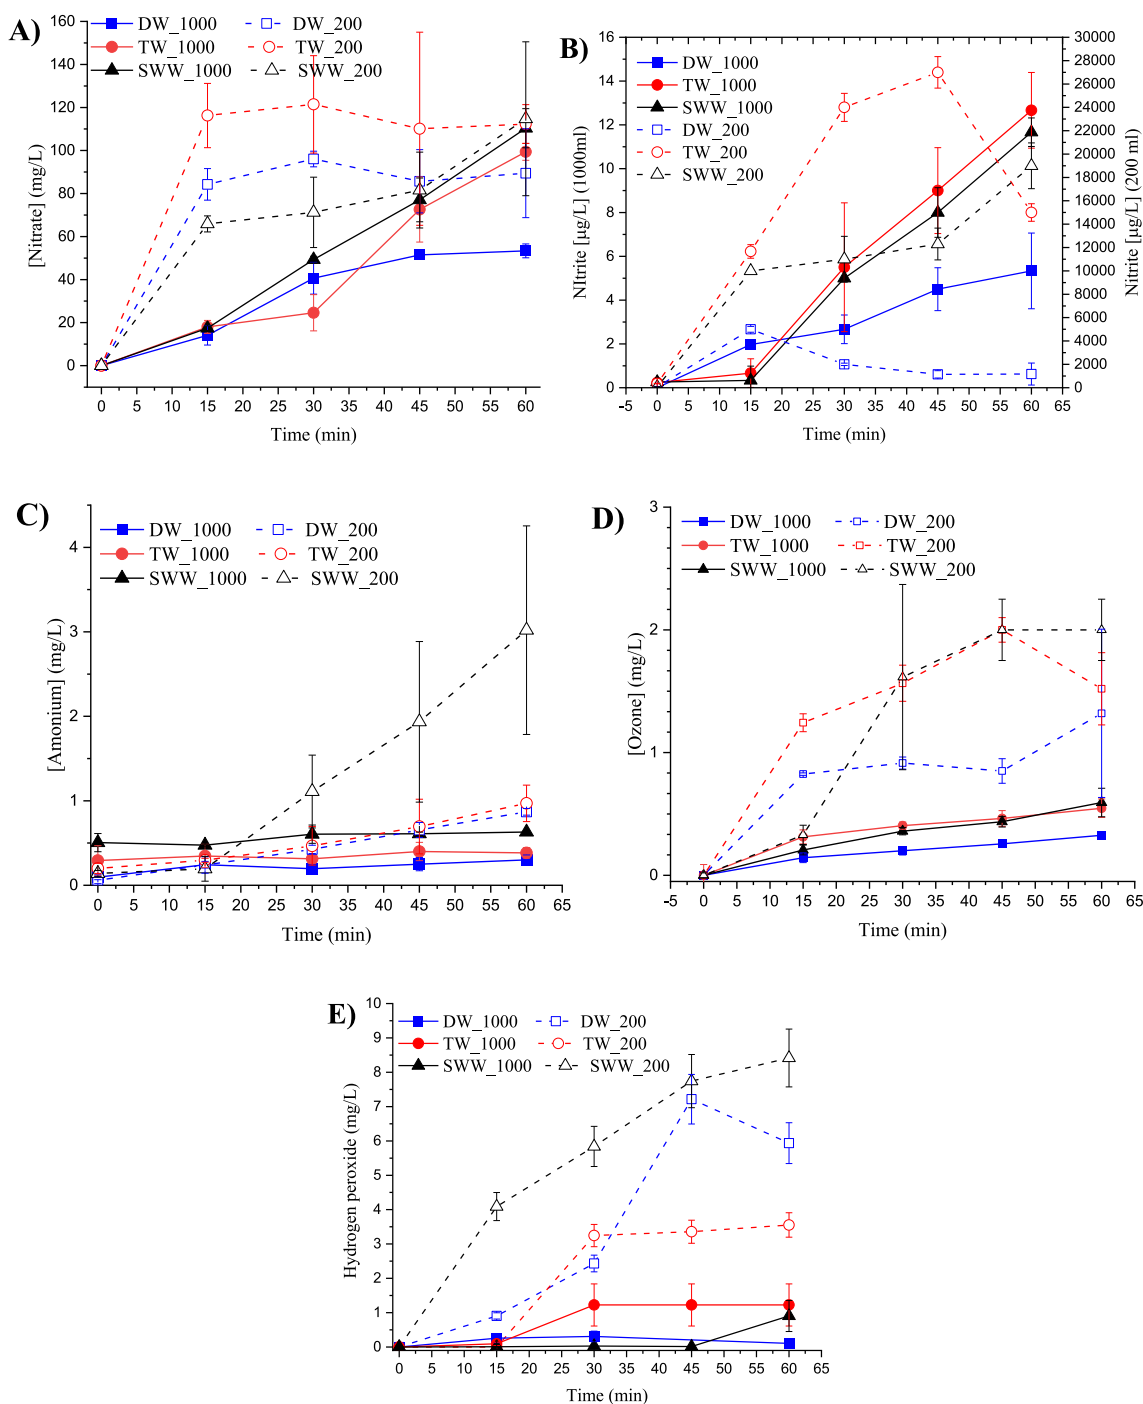 A)
DW_1000 DW_200
TW_1000 TW_200
SWW_1000 SWW_200
[Nitrate] (mg/L)
160
140
120
100
80
60
40
20
0
0 5 10 15 20 25 30 35 40 45 50 55 60
Time (min)
B)
DW_1000
TW_1000
SWW_1000
DW_200
TW_200
SWW_200
NItrite [µg/L] (1000ml)
16
14
12
10
8
6
4
2
0
Nitrite [µg/L] (200 ml)
30000
28000
26000
24000
22000
20000
18000
16000
14000
12000
10000
8000
6000
4000
2000
0
-5 0 5 10 15 20 25 30 35 40 45 50 55 60 65
Time (min)
C)
DW_1000 DW_200
TW_1000 TW_200
SWW_1000 SWW_200
[Amonium] (mg/L)
4
3
2
1
0
0 5 10 15 20 25 30 35 40 45 50 55 60 65
Time (min)
D)
DW_1000 DW_200
TW_1000 TW_200
SWW_1000 SWW_200
[Ozone] (mg/L)
3
2
1
0
-5 0 5 10 15 20 25 30 35 40 45 50 55 60 65
Time (min)
E)
DW_1000 DW_200
TW_1000 TW_200
SWW_1000 SWW_200
Hydrogen peroxide (mg/L)
10
9
8
7
6
5
4
3
2
1
0
0 5 10 15 20 25 30 35 40 45 50 55 60 65
Time (min)